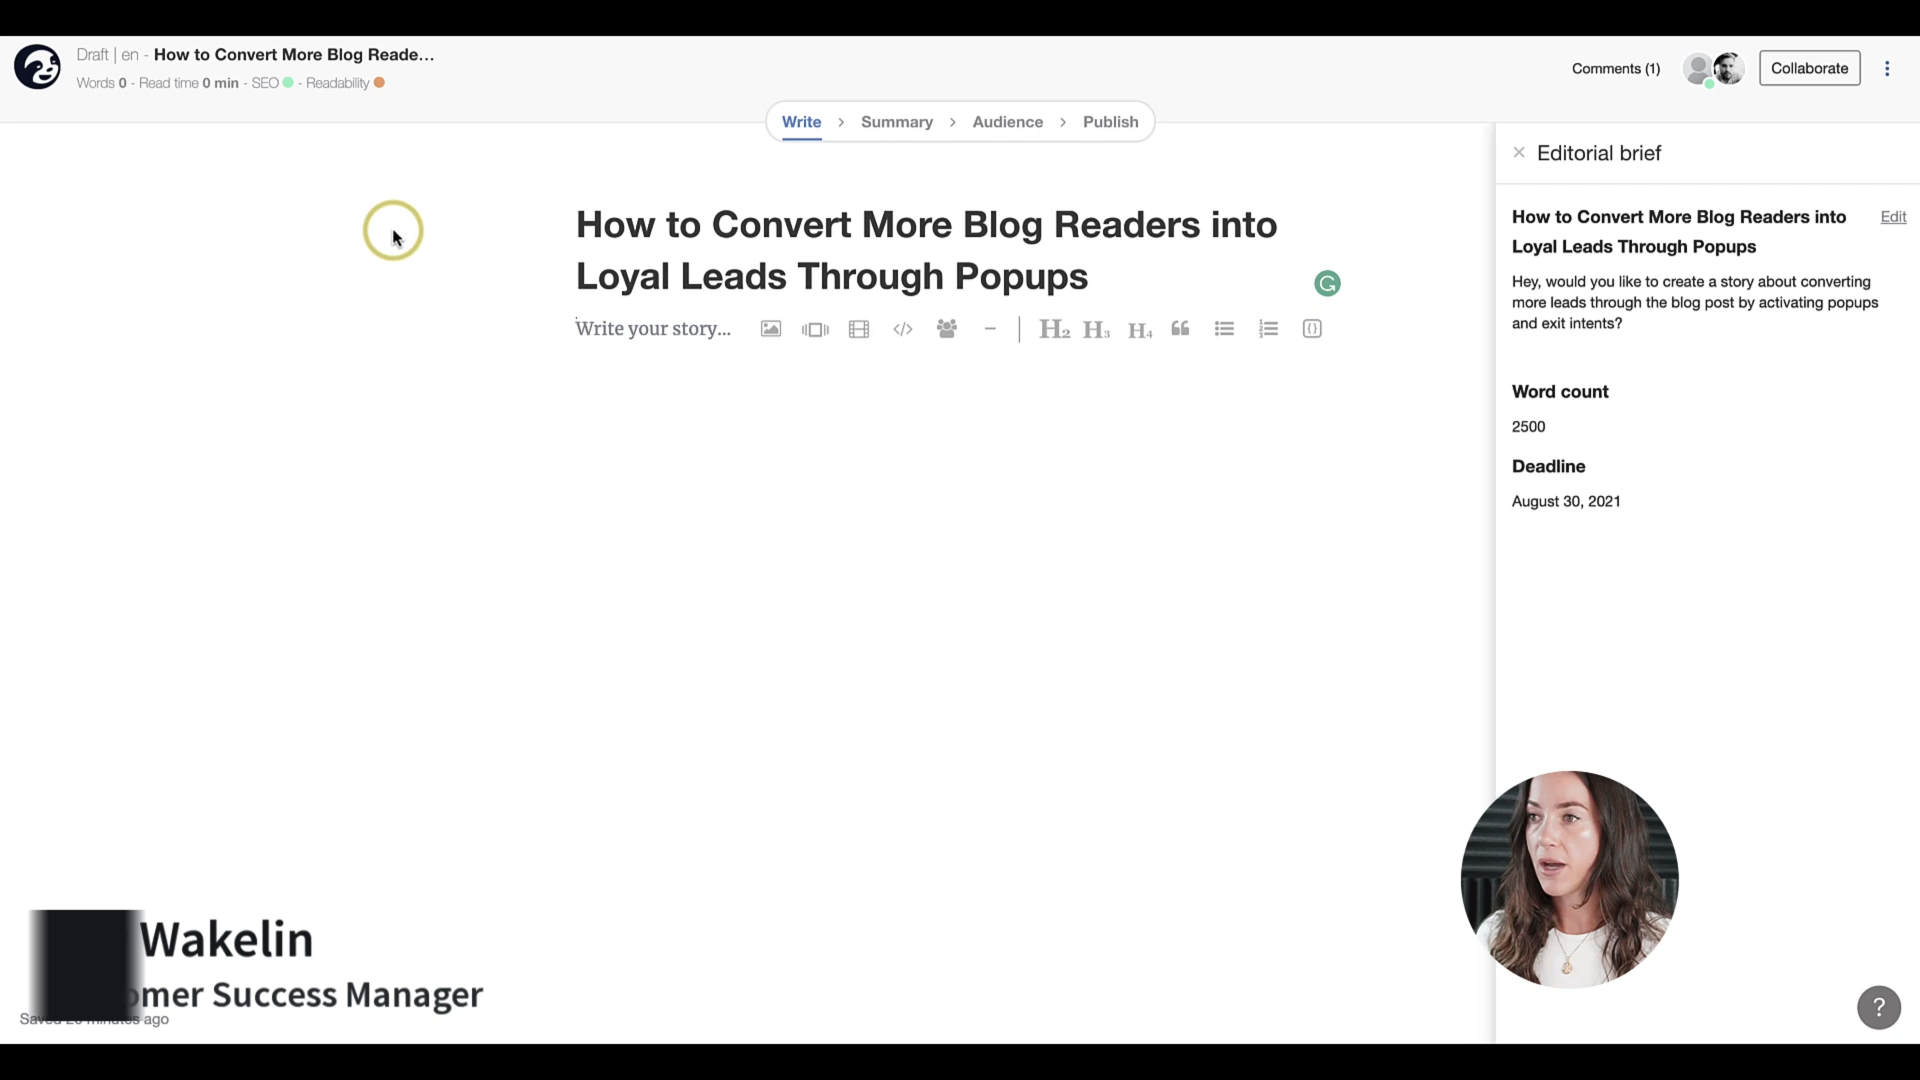 Draft | en - How to Convert More Blog Reade...
Words 0 - Read time 0 min - SEO - Readability
Comments (1)
Collaborate
Write > Summary > Audience > Publish
How to Convert More Blog Readers into
Loyal Leads Through Popups
Write your story...
H2 H3 H4
Editorial brief
How to Convert More Blog Readers into
Loyal Leads Through Popups
Edit
Hey, would you like to create a story about converting
more leads through the blog post by activating popups
and exit intents?
Word count
2500
Deadline
August 30, 2021
Wakelin
omer Success Manager
ago
?